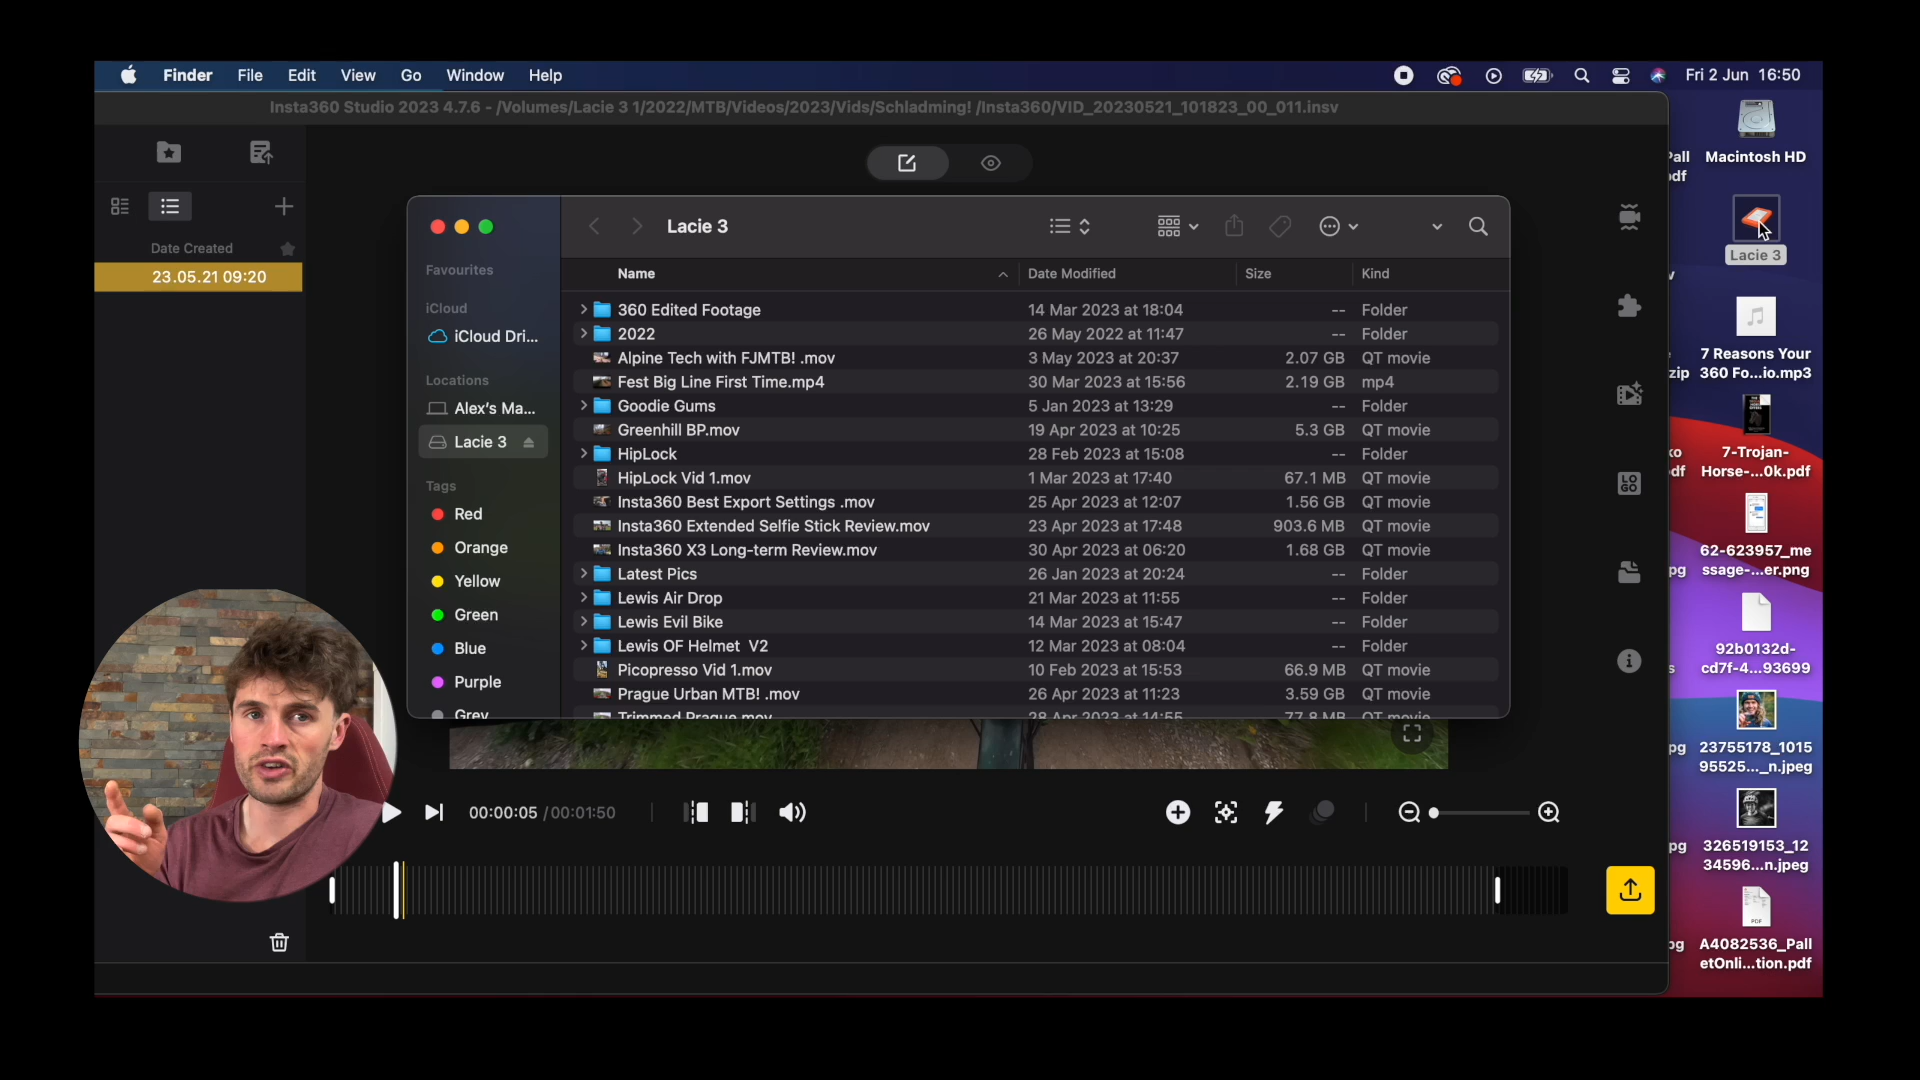 Finder File Edit View Go Window Help
Fri 2 Jun 16:50
Insta360 Studio 2023 4.7.6 - /Volumes/Lacie 3 1/2022/MTB/Videos/2023/Vids/Schladming! /Insta360/VID_20230521_101823_00_011.insv
Date Created
23.05.21 09:20
Lacie 3
Favourites
iCloud
iCloud Dri...
Locations
Alex's Ma...
Lacie 3
Tags
Red
Orange
Yellow
Green
Blue
Purple
Grey
Name Date Modified Size Kind
360 Edited Footage 14 Mar 2023 at 18:04 -- Folder
2022 26 May 2022 at 11:47 -- Folder
Alpine Tech with FJMTB! .mov 3 May 2023 at 20:37 2.07 GB QT movie
Fest Big Line First Time.mp4 30 Mar 2023 at 15:56 2.19 GB mp4
Goodie Gums 5 Jan 2023 at 13:29 -- Folder
Greenhill BP.mov 19 Apr 2023 at 10:25 5.3 GB QT movie
HipLock 28 Feb 2023 at 15:08 -- Folder
HipLock Vid 1.mov 1 Mar 2023 at 17:40 67.1 MB QT movie
Insta360 Best Export Settings .mov 25 Apr 2023 at 12:07 1.56 GB QT movie
Insta360 Extended Selfie Stick Review.mov 23 Apr 2023 at 17:48 903.6 MB QT movie
Insta360 X3 Long-term Review.mov 30 Apr 2023 at 06:20 1.68 GB QT movie
Latest Pics 26 Jan 2023 at 20:24 -- Folder
Lewis Air Drop 21 Mar 2023 at 11:55 -- Folder
Lewis Evil Bike 14 Mar 2023 at 15:47 -- Folder
Lewis OF Helmet V2 12 Mar 2023 at 08:04 -- Folder
Picopresso Vid 1.mov 10 Feb 2023 at 15:53 66.9 MB QT movie
Prague Urban MTB! .mov 26 Apr 2023 at 11:23 3.59 GB QT movie
Trimmed Prague.mov 28 Apr 2023 at 14:55 77.8 MB QT movie
00:00:05 /00:01:50
LOGO
Macintosh HD
Lacie 3
7 Reasons Your
360 Fo...io.mp3
7-Trojan-
Horse-...0k.pdf
62-623957_me
ssage-...er.png
92b0132d-
cd7f-4...93699
23755178_1015
95525..._n.jpeg
326519153_12
34596...n.jpeg
PDF
A4082536_Pall
etOnli...tion.pdf